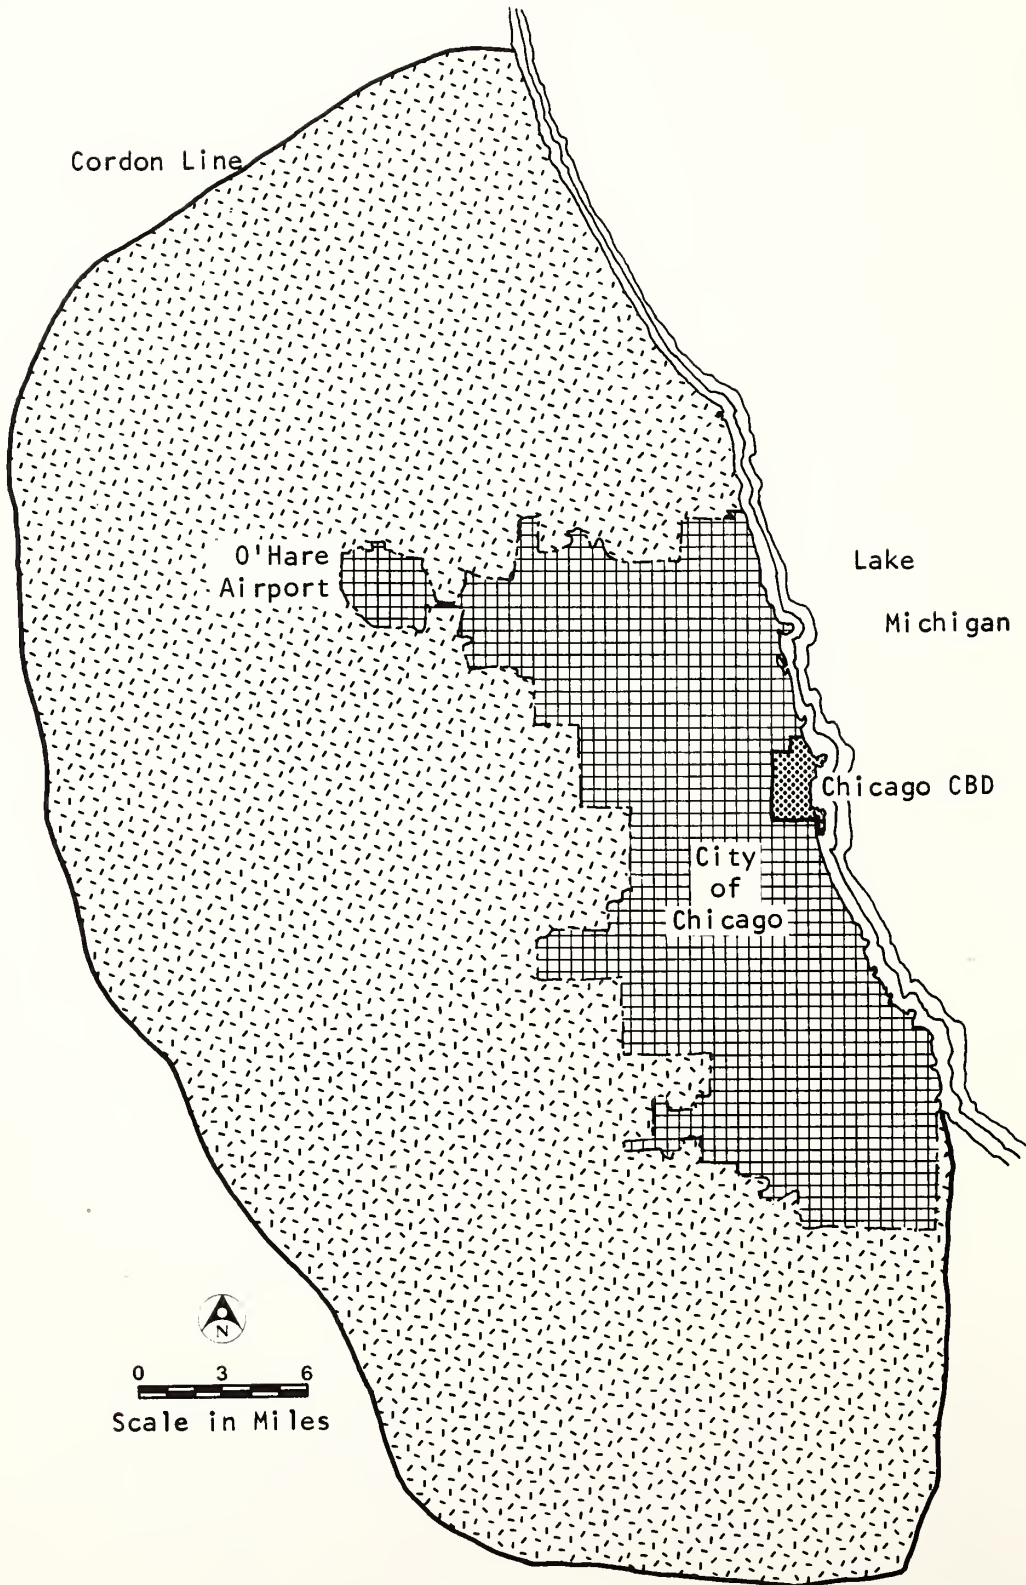 Cordon Line
O'Hare
Airport
Lake
Michigan
Chicago CBD
City
of
Chicago
N
0 3 6
Scale in Miles